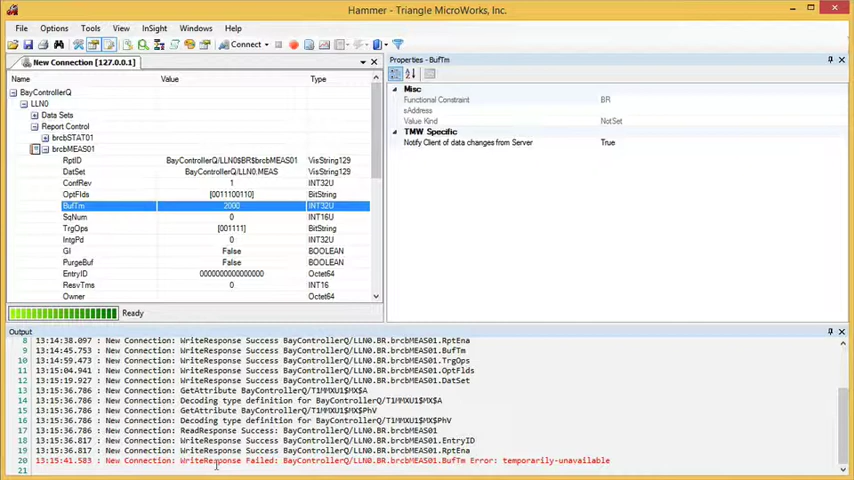 Hammer - Triangle MicroWorks, Inc.
File Options Tools View InSight Windows Help
Connect
New Connection [127.0.0.1]
Name Value Type
BayControllerQ
LLN0
Data Sets
Report Control
brcbSTAT01
brcbMEAS01
RptID BayControllerQ/LLN0$BR$brcbMEAS01 VisString129
DatSet BayControllerQ/LLN0.MEAS VisString129
ConfRev 1 INT32U
OptFlds [0011100110] BitString
BufTm 2000 INT32U
SqNum 0 INT16U
TrgOps [001111] BitString
IntgPd 0 INT32U
GI False BOOLEAN
PurgeBuf False BOOLEAN
EntryID 0000000000000000 Octet64
ResvTms 0 INT16
Owner Octet64
Ready
Properties - BufTm
Misc
Functional Constraint BR
sAddress
Value Kind NotSet
TMW Specific
Notify Client of data changes from Server True
Output
8 13:14:38.097 : New Connection: WriteResponse Success BayControllerQ/LLN0.BR.brcbMEAS01.RptEna
9 13:14:45.753 : New Connection: WriteResponse Success BayControllerQ/LLN0.BR.brcbMEAS01.BufTm
10 13:14:59.473 : New Connection: WriteResponse Success BayControllerQ/LLN0.BR.brcbMEAS01.TrgOps
11 13:15:04.941 : New Connection: WriteResponse Success BayControllerQ/LLN0.BR.brcbMEAS01.OptFlds
12 13:15:19.927 : New Connection: WriteResponse Success BayControllerQ/LLN0.BR.brcbMEAS01.DatSet
13 13:15:36.786 : New Connection: GetAttribute BayControllerQ/T1MMXU1$MX$A
14 13:15:36.786 : New Connection: Decoding type definition for BayControllerQ/T1MMXU1$MX$A
15 13:15:36.786 : New Connection: GetAttribute BayControllerQ/T1MMXU1$MX$PhV
16 13:15:36.786 : New Connection: Decoding type definition for BayControllerQ/T1MMXU1$MX$PhV
17 13:15:36.786 : New Connection: ReadResponse Success: BayControllerQ/LLN0.BR.brcbMEAS01
18 13:15:36.817 : New Connection: WriteResponse Success BayControllerQ/LLN0.BR.brcbMEAS01.EntryID
19 13:15:36.817 : New Connection: WriteResponse Success BayControllerQ/LLN0.BR.brcbMEAS01.RptEna
20 13:15:41.583 : New Connection: WriteResponse Failed: BayControllerQ/LLN0.BR.brcbMEAS01.BufTm Error: temporarily-unavailable
21